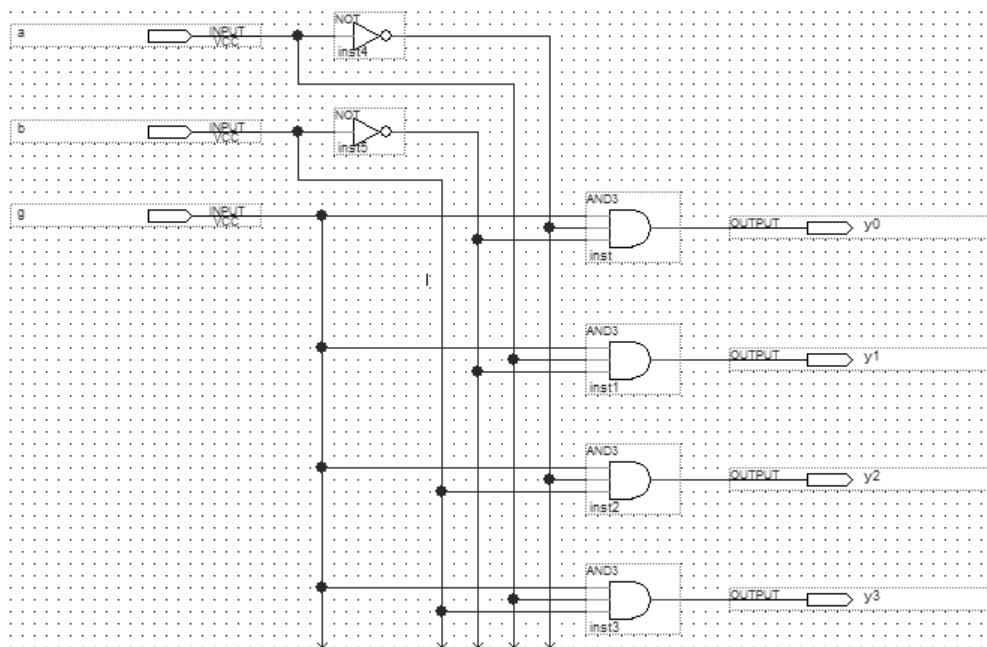 NOT
a INPUT
VCC
inst4
NOT
b INPUT
VCC
inst5
AND3
g INPUT
VCC
OUTPUT y0
inst
AND3
OUTPUT y1
inst1
AND3
OUTPUT y2
inst2
AND3
OUTPUT y3
inst3